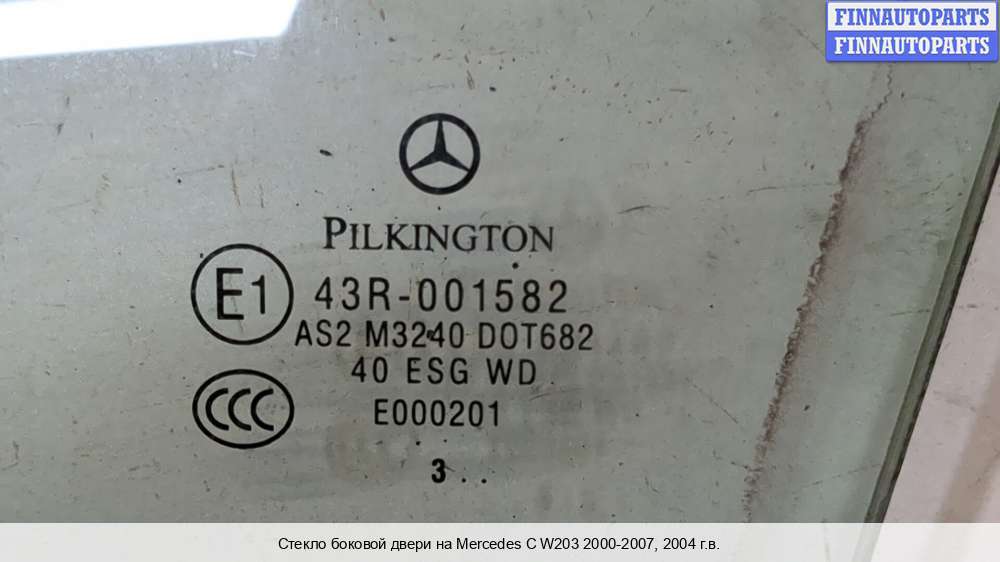 FINNAUTOPARTS
FINNAUTOPARTS
PILKINGTON
E1
43R-001582
AS2 M3240 DOT682
40 ESG WD
CCC
E000201
3..
Стекло боковой двери на Mercedes C W203 2000-2007, 2004 г.в.